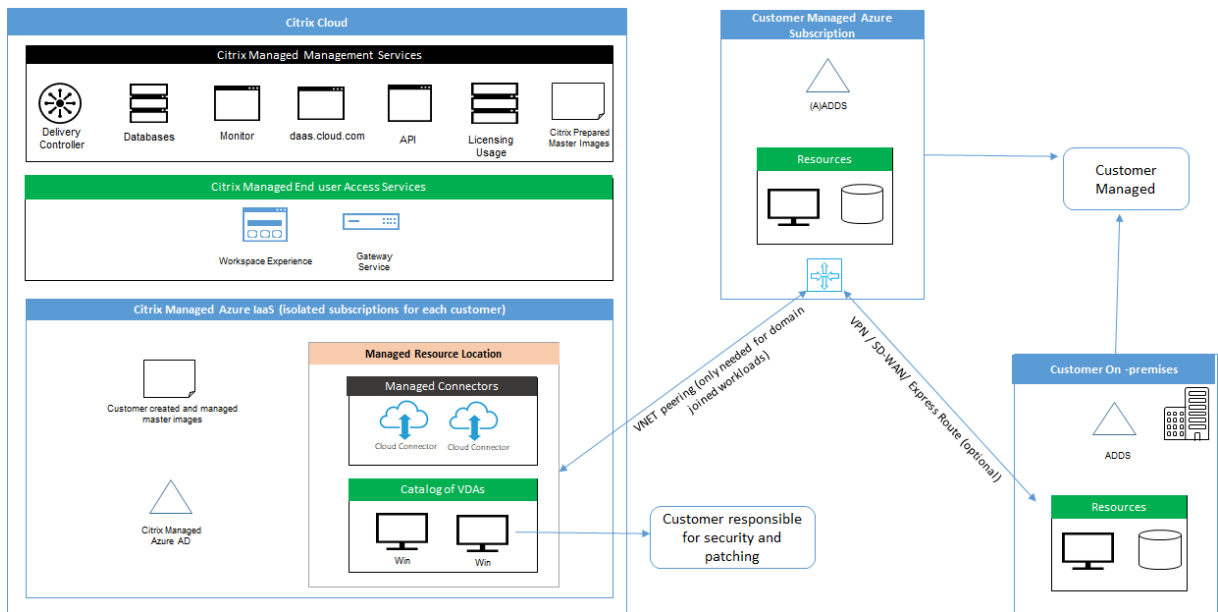 Citrix Cloud
Citrix Managed Management Services
Delivery
Controller
Databases
Monitor
daas.cloud.com
API
Licensing
Usage
Citrix Prepared
Master Images
Citrix Managed End user Access Services
Workspace Experience
Gateway
Service
Citrix Managed Azure IaaS (isolated subscriptions for each customer)
Customer created and managed
master images
Citrix Managed
Azure AD
Managed Resource Location
Managed Connectors
Cloud Connector
Cloud Connector
Catalog of VDAs
Win
Win
Customer responsible
for security and
patching
VNET peering (only needed for domain
joined workloads)
Customer Managed Azure
Subscription
(A)ADDS
Resources
VPN / SD-WAN/ Express Route (optional)
Customer
Managed
Customer On -premises
ADDS
Resources